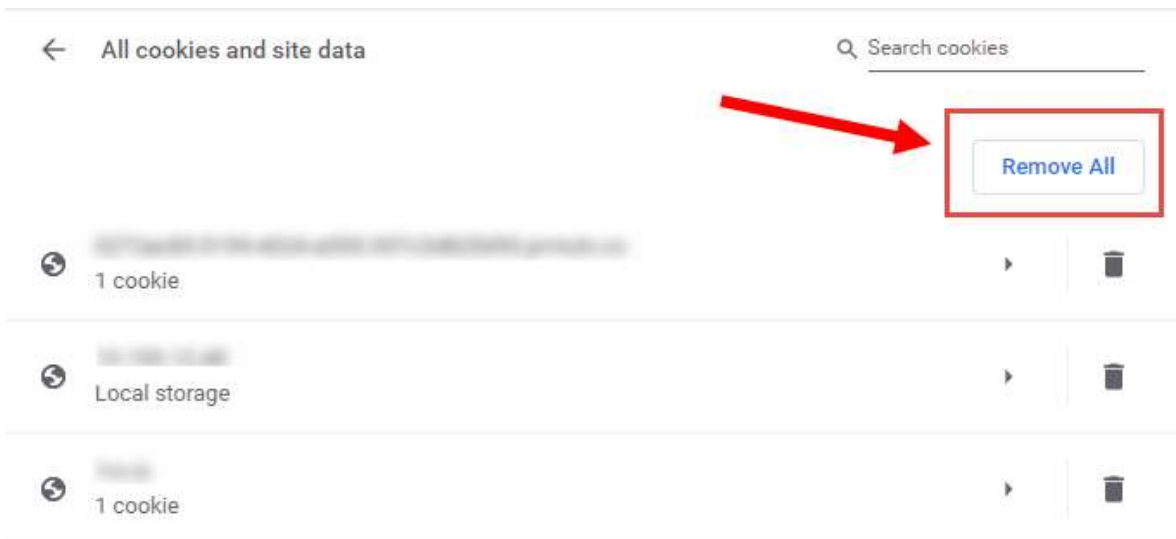 All cookies and site data
Search cookies
Remove All
1 cookie
Local storage
1 cookie